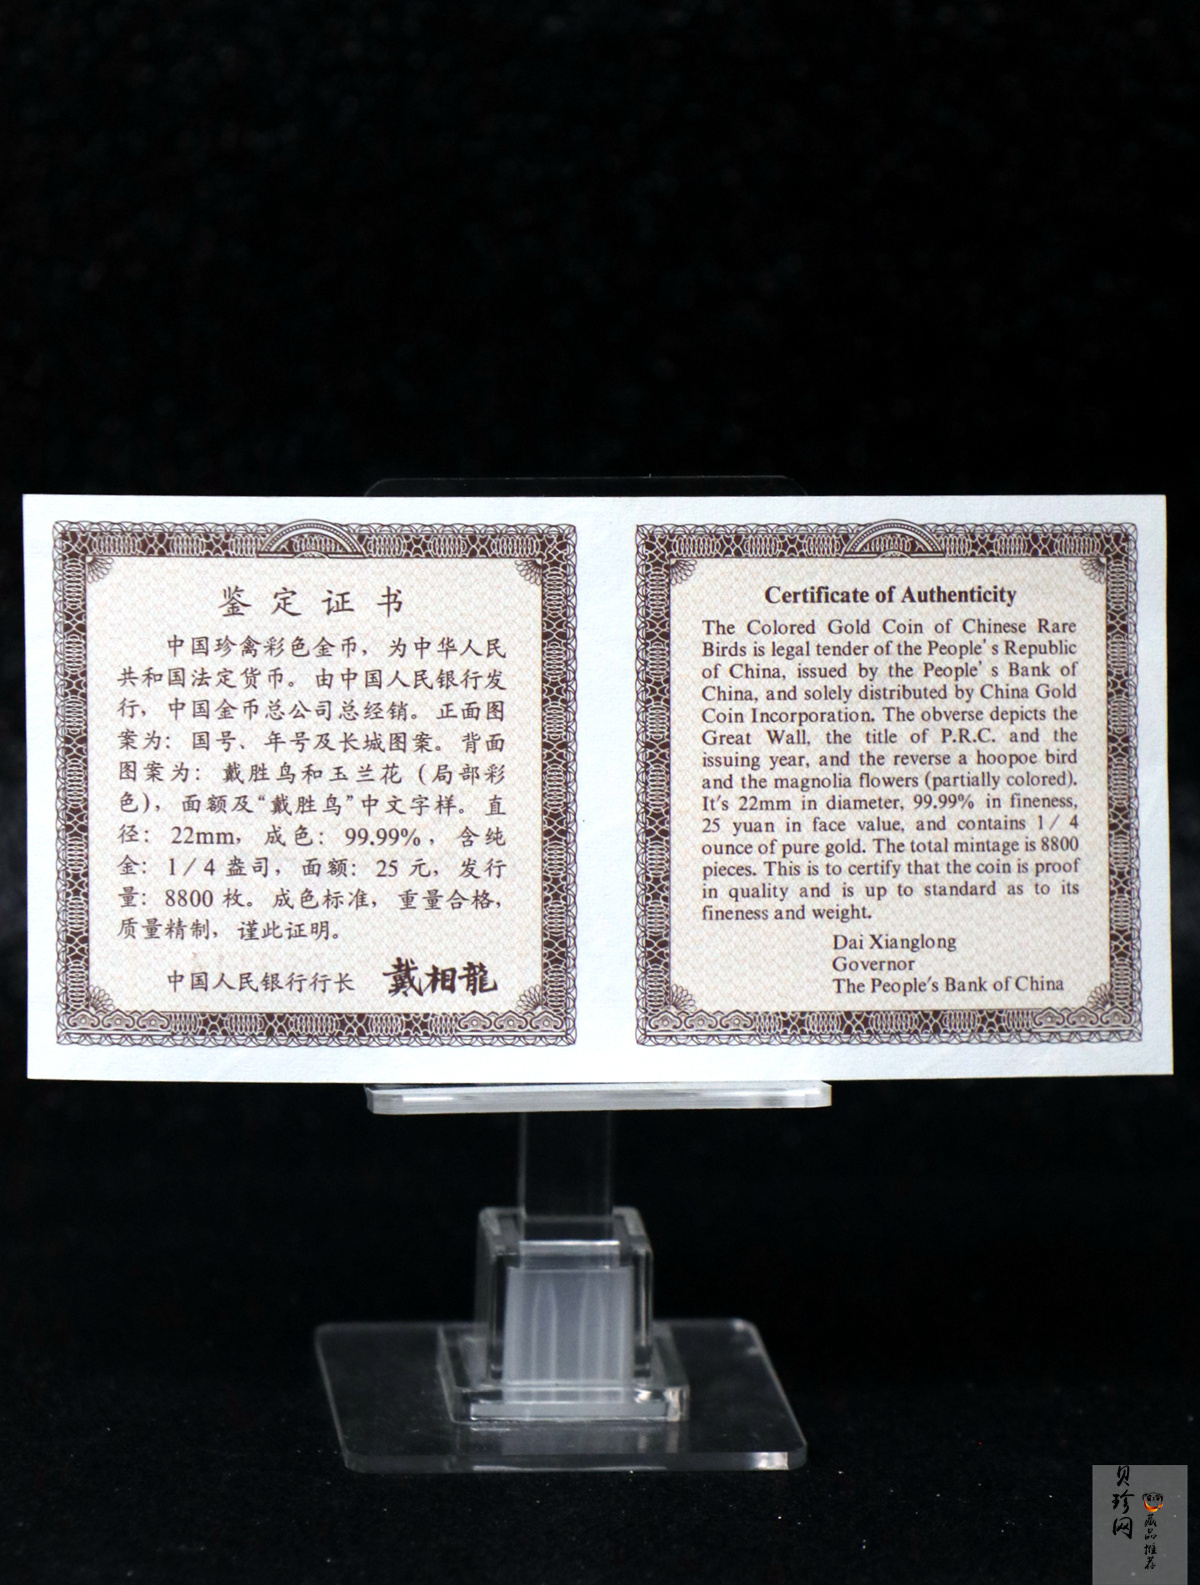 鉴定证书
中国珍禽彩色金币，为中华人民
共和国法定货币。由中国人民银行发
行，中国金币总公司总经销。正面图
案为：国号、年号及长城图案。背面
图案为：戴胜鸟和玉兰花（局部彩
色），面额及“戴胜鸟”中文字样。直
径：22mm，成色：99.99%，含纯
金：1/4盎司，面额：25元，发行
量：8800枚。成色标准，重量合格，
质量精制，谨此证明。
中国人民银行行长 戴相龍
Certificate of Authenticity
The Colored Gold Coin of Chinese Rare
Birds is legal tender of the People's Republic
of China, issued by the People's Bank of
China, and solely distributed by China Gold
Coin Incorporation. The obverse depicts the
Great Wall, the title of P.R.C. and the
issuing year, and the reverse a hoopoe bird
and the magnolia flowers (partially colored).
It's 22mm in diameter, 99.99% in fineness,
25 yuan in face value, and contains 1/4
ounce of pure gold. The total mintage is 8800
pieces. This is to certify that the coin is proof
in quality and is up to standard as to its
fineness and weight.
Dai Xianglong
Governor
The People's Bank of China
贝珍网
藏品推荐